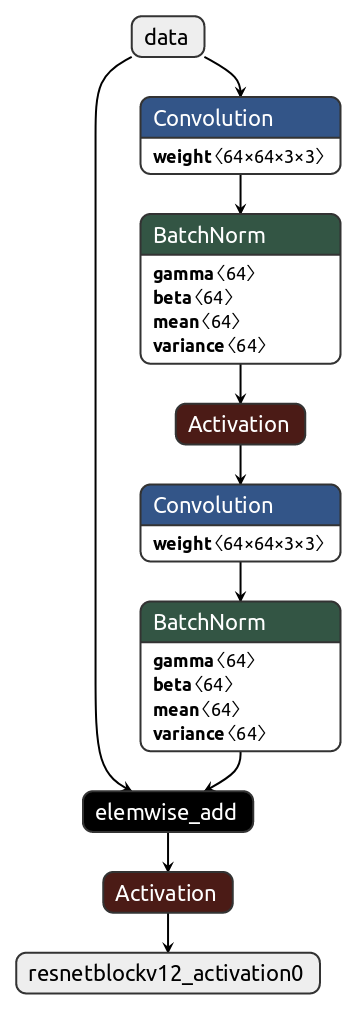 data
Convolution
weight〈64×64×3×3〉
BatchNorm
gamma〈64〉
beta〈64〉
mean〈64〉
variance〈64〉
Activation
Convolution
weight〈64×64×3×3〉
BatchNorm
gamma〈64〉
beta〈64〉
mean〈64〉
variance〈64〉
elemwise_add
Activation
resnetblockv12_activation0